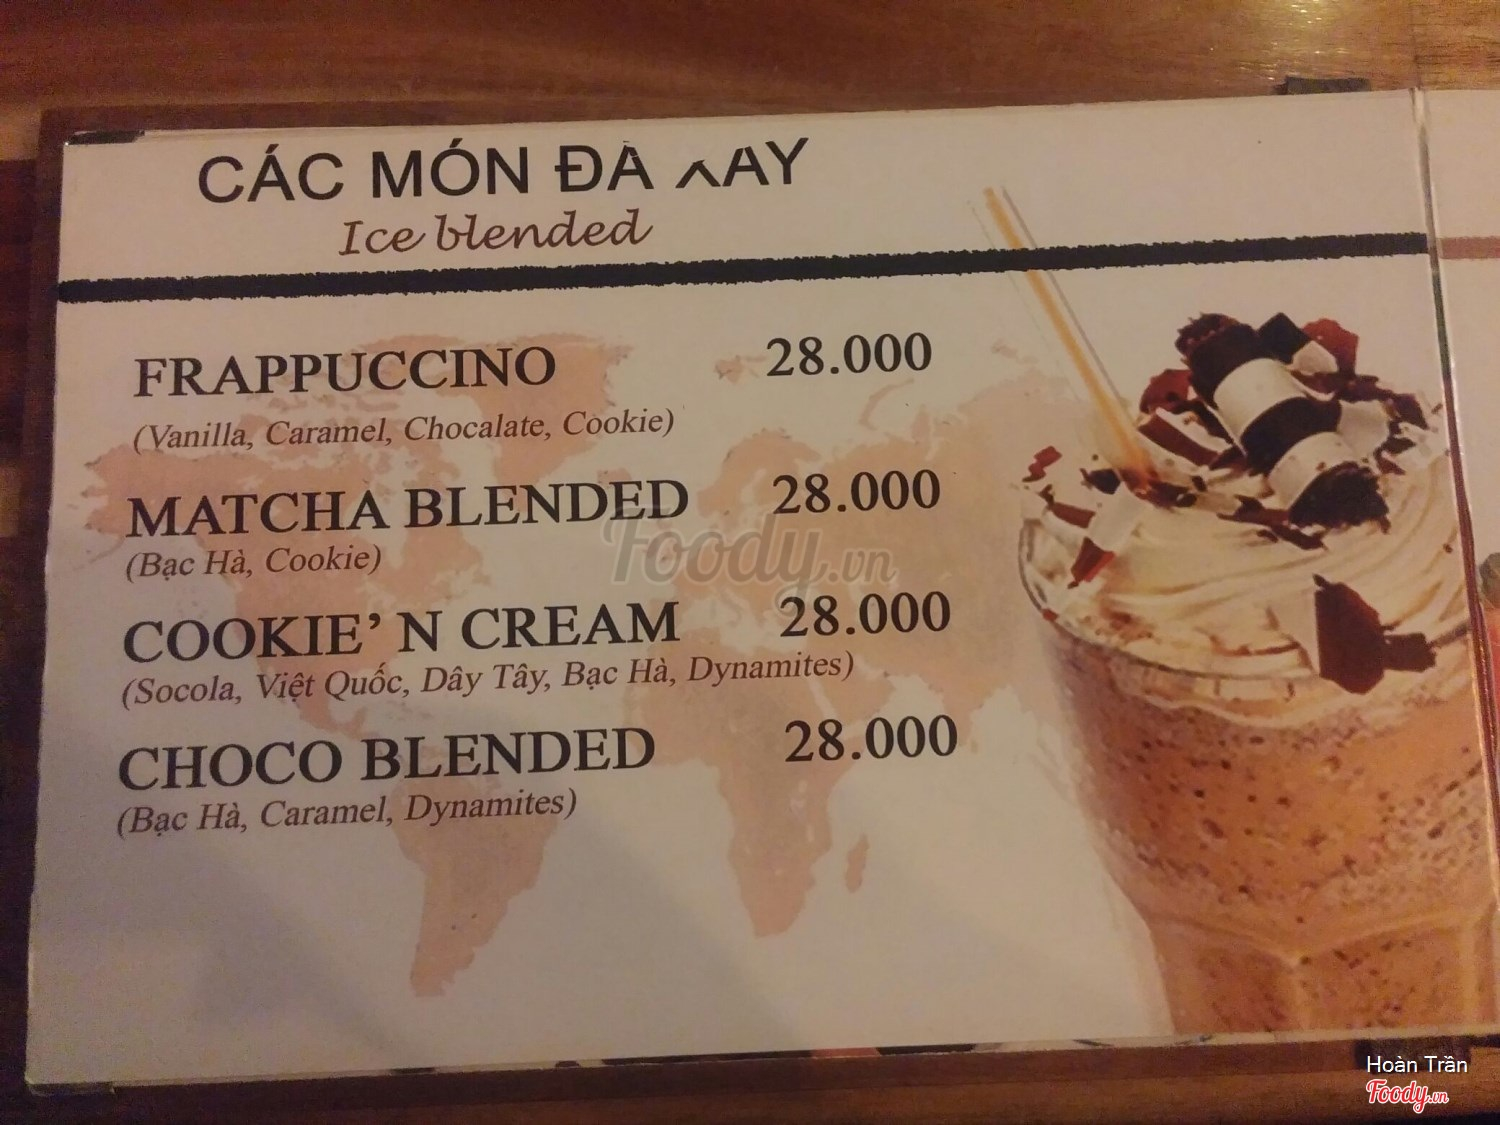 CÁC MÓN ĐÁ XAY
Ice blended
FRAPPUCCINO 28.000
(Vanilla, Caramel, Chocalate, Cookie)
MATCHA BLENDED 28.000
(Bạc Hà, Cookie)
Foody.vn
COOKIE’ N CREAM 28.000
(Socola, Việt Quốc, Dây Tây, Bạc Hà, Dynamites)
CHOCO BLENDED 28.000
(Bạc Hà, Caramel, Dynamites)
Hoàn Trần
Foody.vn